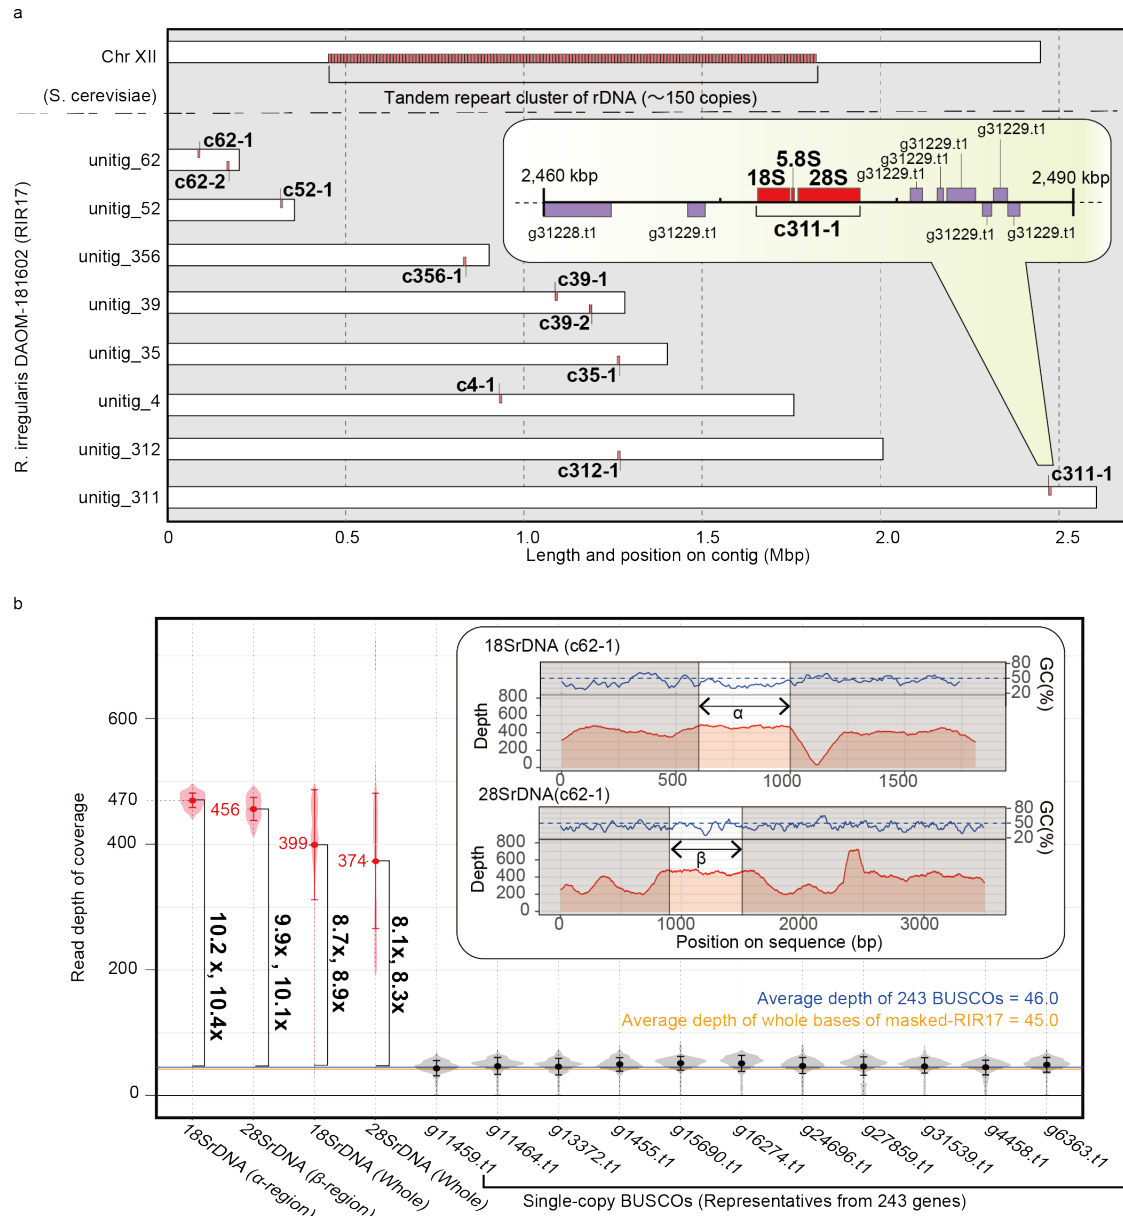 a
Chr XII
(S. cerevisiae)
Tandem repeart cluster of rDNA (～150 copies)
R. irregularis DAOM-181602 (RIR17)
unitig_62
c62-1
c62-2
unitig_52
c52-1
unitig_356
c356-1
unitig_39
c39-1
c39-2
unitig_35
c35-1
unitig_4
c4-1
unitig_312
c312-1
unitig_311
c311-1
2,460 kbp
18S
5.8S
28S
g31229.t1
g31229.t1
g31229.t1
2,490 kbp
g31228.t1
g31229.t1
c311-1
g31229.t1
g31229.t1
0
0.5
1.0
1.5
2.0
2.5
Length and position on contig (Mbp)
b
Read depth of coverage
600
470
400
200
0
456
399
374
10.2 x, 10.4x
9.9x , 10.1x
8.7x, 8.9x
8.1x, 8.3x
18SrDNA (c62-1)
80
50
20
GC(%)
Depth
800
600
400
200
0
α
0
500
1000
1500
28SrDNA(c62-1)
80
50
20
GC(%)
Depth
800
600
400
200
0
β
0
1000
2000
3000
Position on sequence (bp)
Average depth of 243 BUSCOs = 46.0
Average depth of whole bases of masked-RIR17 = 45.0
18SrDNA (α-region)
28SrDNA (β-region)
18SrDNA (Whole)
28SrDNA (Whole)
g11459.t1
g11464.t1
g13372.t1
g1455.t1
g15690.t1
g16274.t1
g24696.t1
g27859.t1
g31539.t1
g4458.t1
g6363.t1
Single-copy BUSCOs (Representatives from 243 genes)